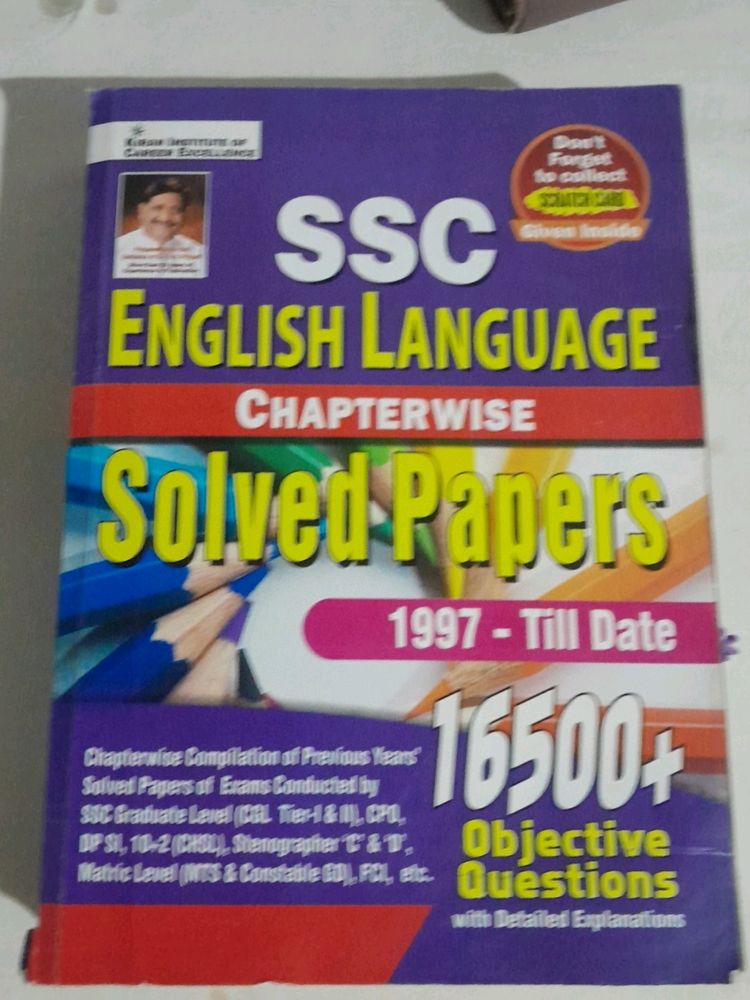 KIRAN INSTITUTE OF
CAREER EXCELLENCE
Don't
Forget
to collect
SCRATCH CARD
Given Inside
SSC
ENGLISH LANGUAGE
CHAPTERWISE
Solved Papers
1997 - Till Date
16500+
Objective
Questions
with Detailed Explanations
Chapterwise Compilation of Previous Years'
Solved Papers of Exams Conducted by
SSC Graduate Level (CGL Tier-I & II), CPO,
DP SI, 10+2 (CHSL), Stenographer 'C' & 'D',
Matric Level (MTS & Constable GD), FCI, etc.